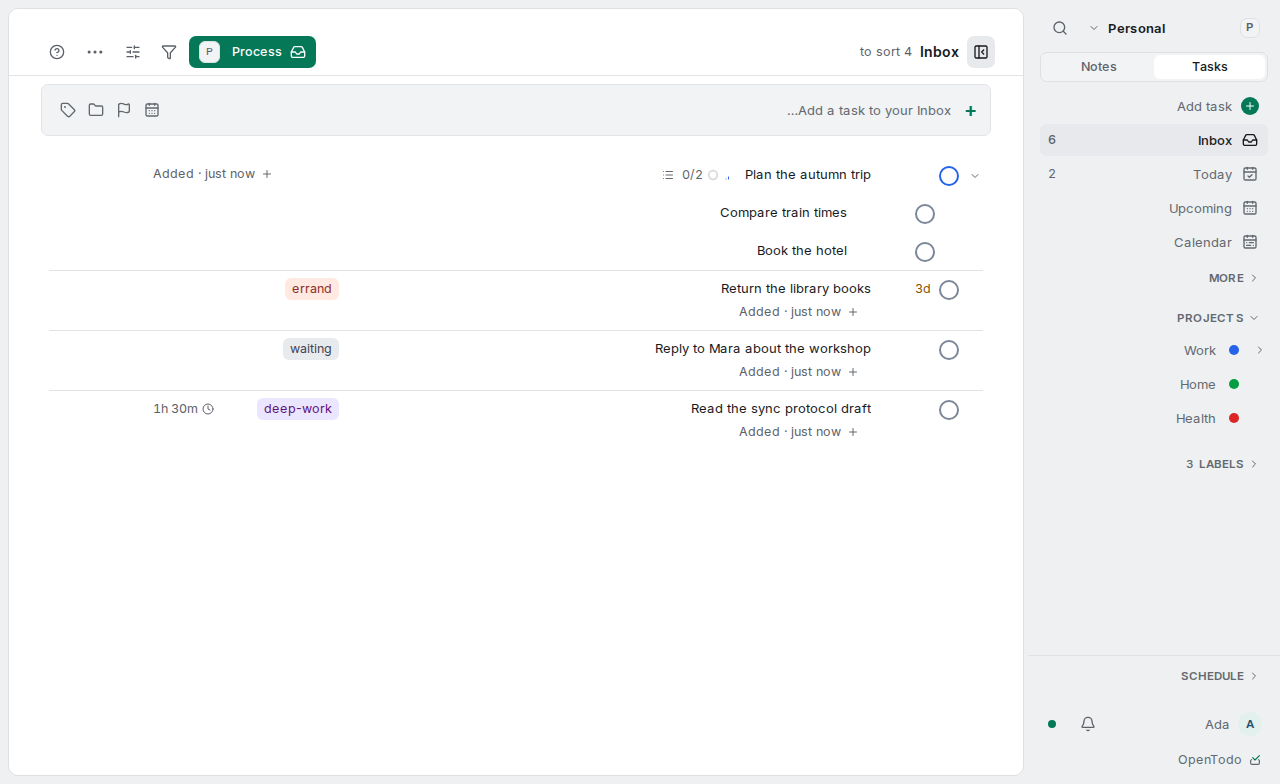 P Process
to sort 4 Inbox
Personal P
Notes Tasks
Add task
6 Inbox
2 Today
Upcoming
Calendar
MORE
PROJECTS
Work
Home
Health
3 LABELS
SCHEDULE
Ada A
OpenTodo
...Add a task to your Inbox +
Plan the autumn trip 0/2 Added · just now +
Compare train times
Book the hotel
3d Return the library books errand
Added · just now +
Reply to Mara about the workshop waiting
Added · just now +
Read the sync protocol draft deep-work 1h 30m
Added · just now +